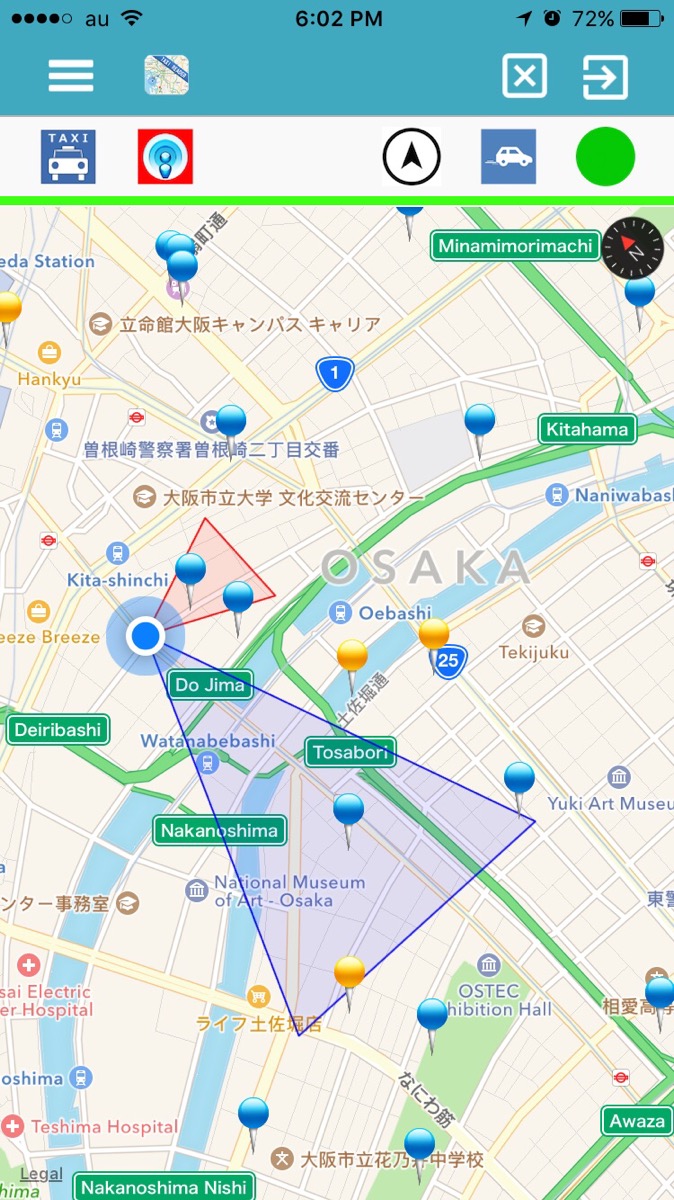 au
6:02 PM
72%
TAXI
TAXI RADAR
扇町通
Minamimorimachi
N
eda Station
立命館大阪キャンパス キャリア
1
Hankyu
Kitahama
曽根崎警察署曽根崎二丁目交番
大阪市立大学 文化交流センター
Naniwabas
OSAKA
Kita-shinchi
Oebashi
eeze Breeze
25
Tekijuku
Do Jima
土佐堀通
Deiribashi
Watanabebashi
Tosabori
Yuki Art Museu
Nakanoshima
National Museum
of Art - Osaka
東警
ンター事務室
sai Electric
er Hospital
OSTEC
hibition Hall
相愛高
ライフ土佐堀店
oshima
なにわ筋
Awaza
Teshima Hospital
大阪市立花乃井中学校
Legal
hima
Nakanoshima Nishi